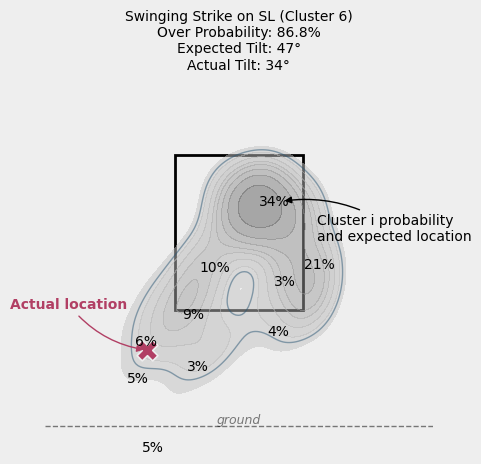 Swinging Strike on SL (Cluster 6)
Over Probability: 86.8%
Expected Tilt: 47°
Actual Tilt: 34°
34%
Cluster i probability
and expected location
21%
10%
3%
Actual location
9%
4%
6%
3%
5%
ground
5%